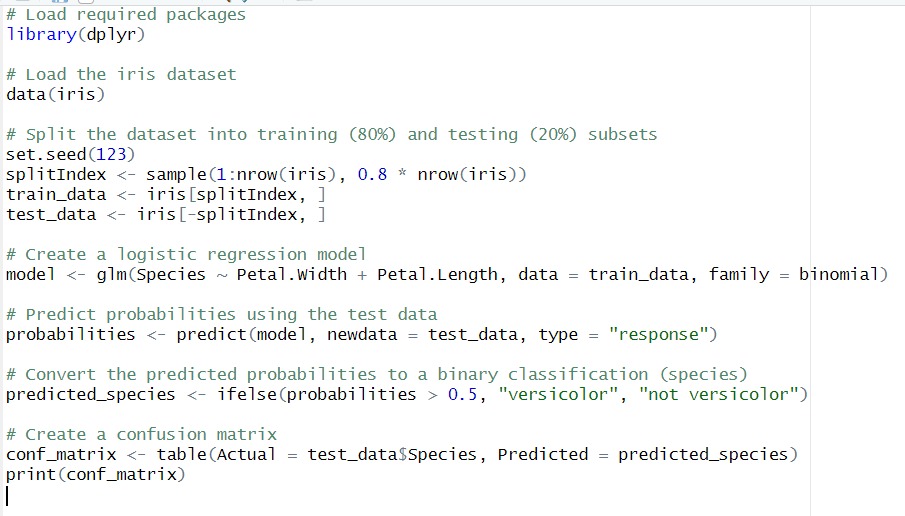 # Load required packages
library(dplyr)
# Load the iris dataset
data(iris)
# Split the dataset into training (80%) and testing (20%) subsets
set.seed(123)
splitIndex <- sample(1:nrow(iris), 0.8 * nrow(iris))
train_data <- iris[splitIndex, ]
test_data <- iris[-splitIndex, ]
# Create a logistic regression model
model <- glm(Species ~ Petal.Width + Petal.Length, data = train_data, family = binomial)
# Predict probabilities using the test data
probabilities <- predict(model, newdata = test_data, type = "response")
# Convert the predicted probabilities to a binary classification (species)
predicted_species <- ifelse(probabilities > 0.5, "versicolor", "not versicolor")
# Create a confusion matrix
conf_matrix <- table(Actual = test_data$Species, Predicted = predicted_species)
print(conf_matrix)